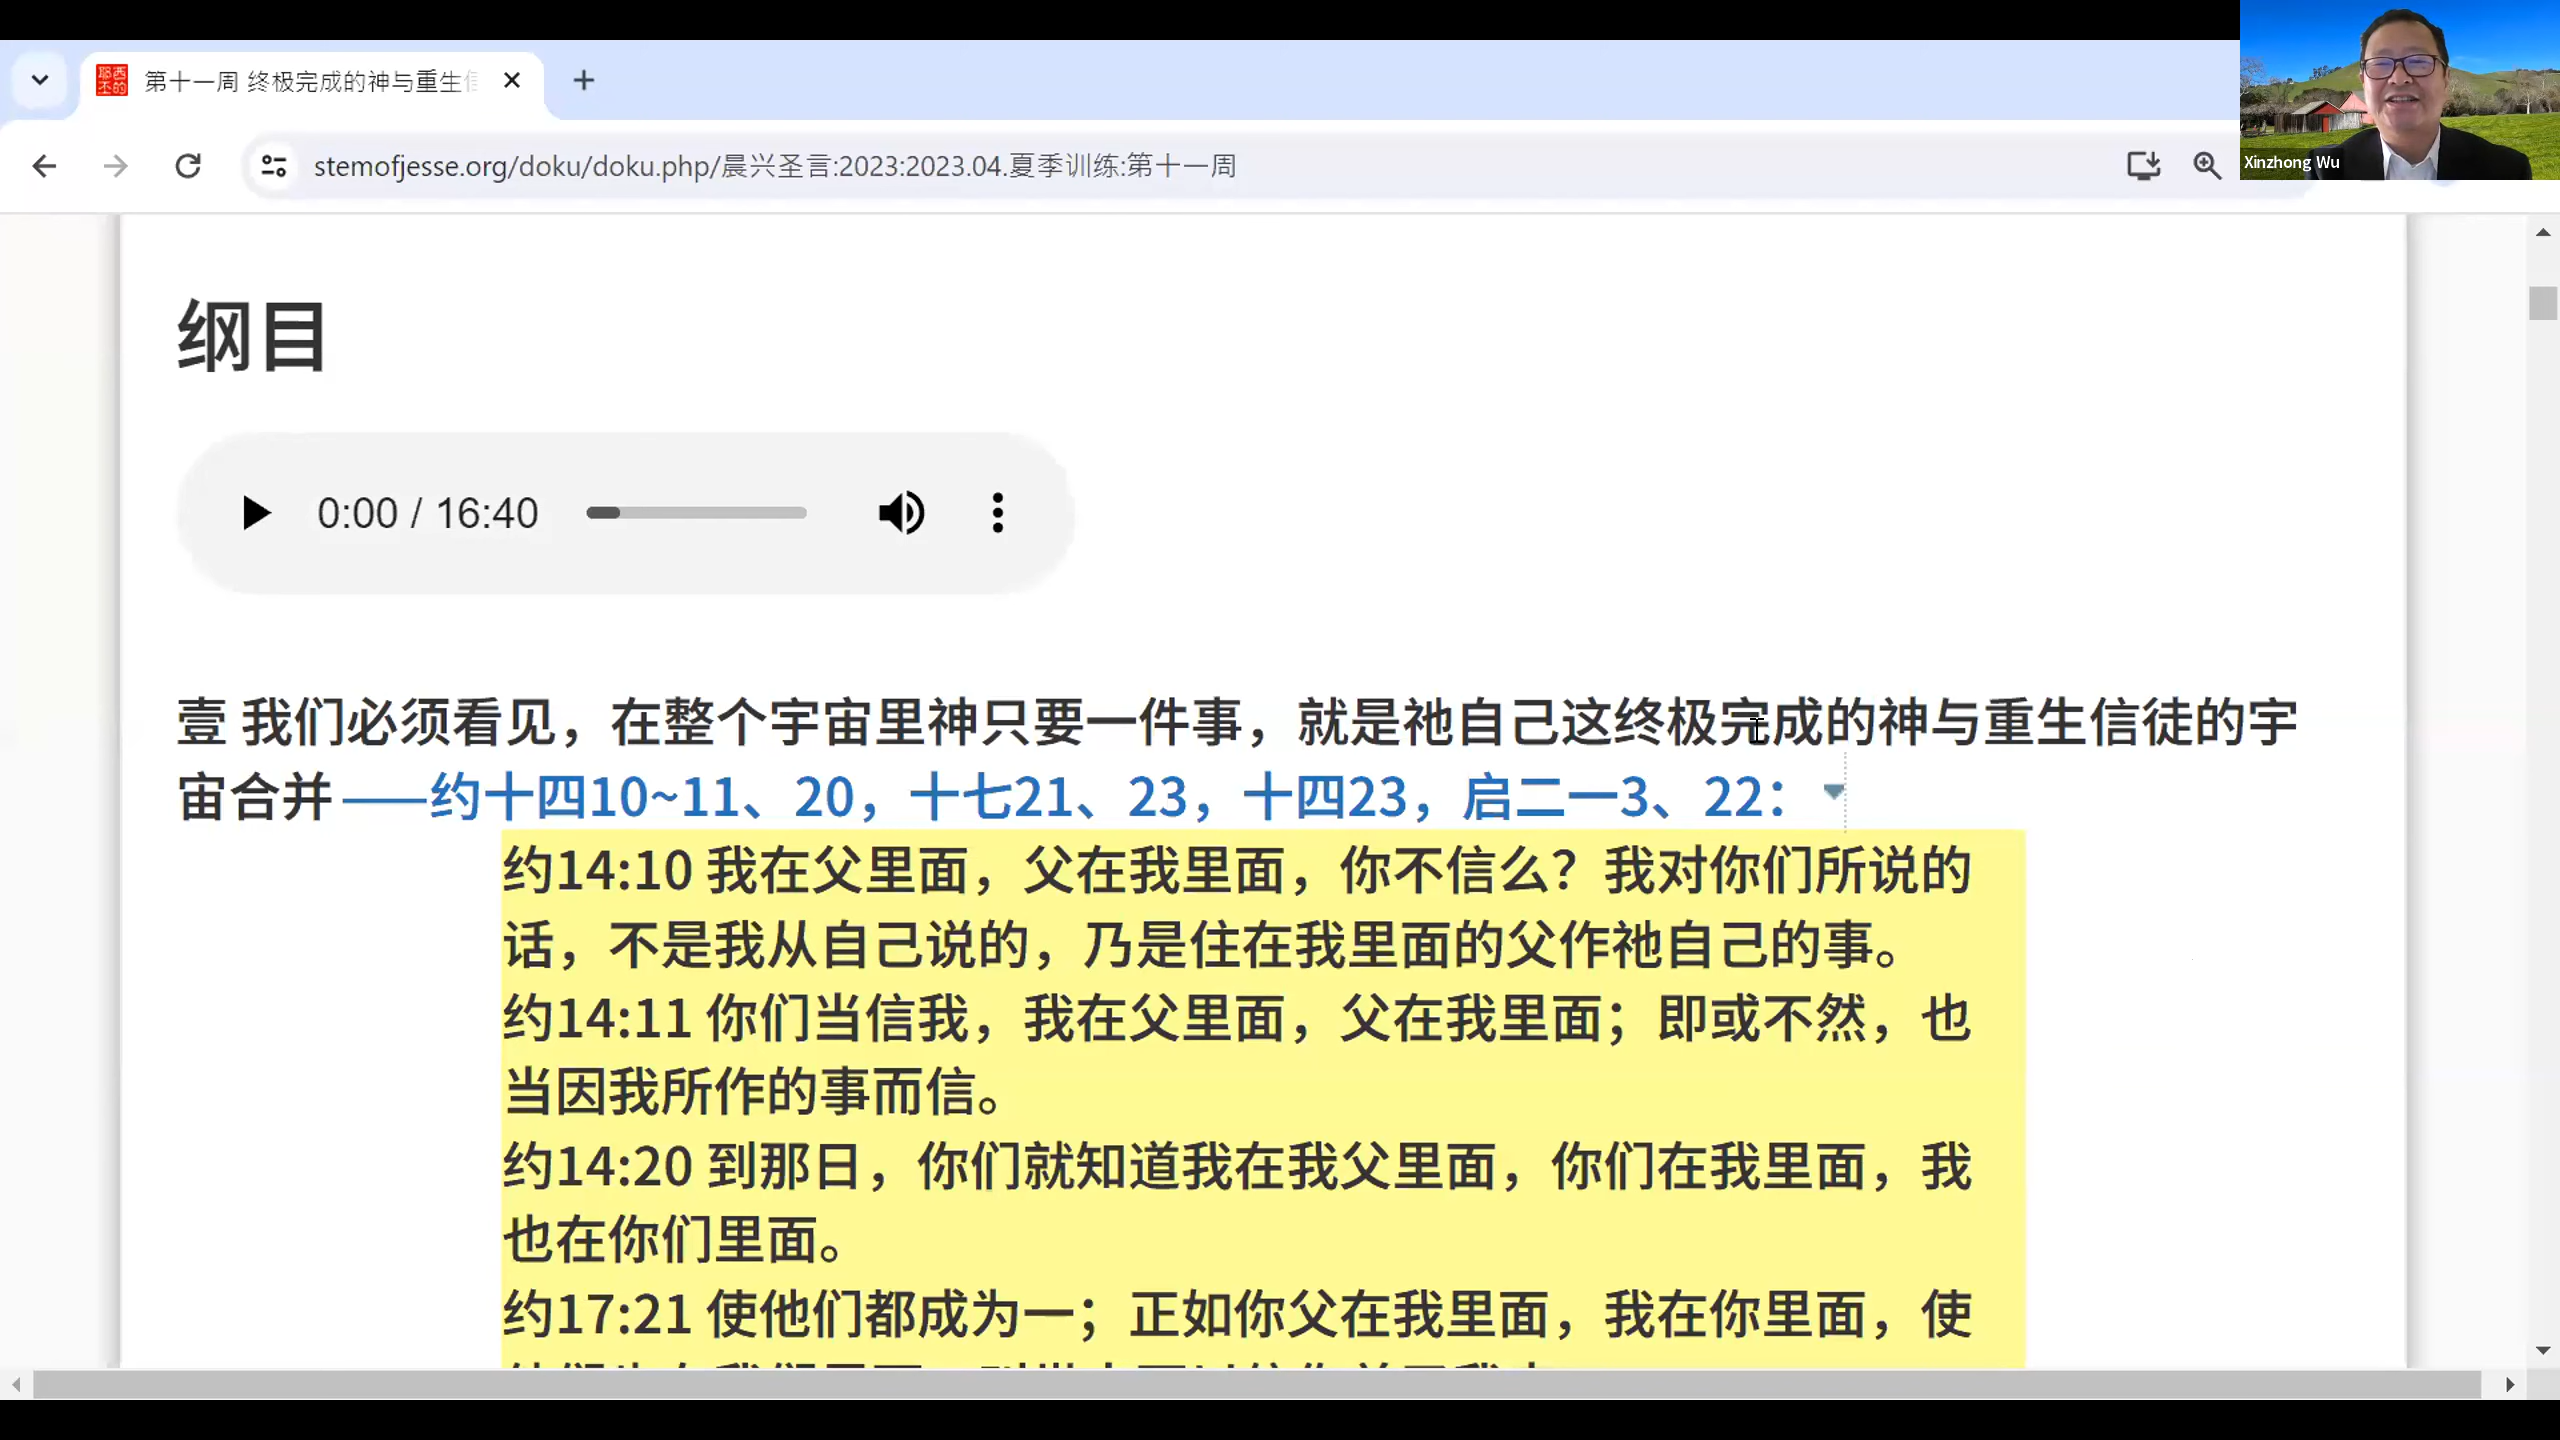 第十一周 终极完成的神与重生信
stemofjesse.org/doku/doku.php/晨兴圣言:2023:2023.04.夏季训练:第十一周
Xinzhong Wu
纲目
0:00 / 16:40
壹 我们必须看见，在整个宇宙里神只要一件事，就是祂自己这终极完成的神与重生信徒的宇
宙合并 ——约十四10~11、20，十七21、23，十四23，启二一3、22：
约14:10 我在父里面，父在我里面，你不信么？我对你们所说的
话，不是我从自己说的，乃是住在我里面的父作祂自己的事。
约14:11 你们当信我，我在父里面，父在我里面；即或不然，也
当因我所作的事而信。
约14:20 到那日，你们就知道我在我父里面，你们在我里面，我
也在你们里面。
约17:21 使他们都成为一；正如你父在我里面，我在你里面，使